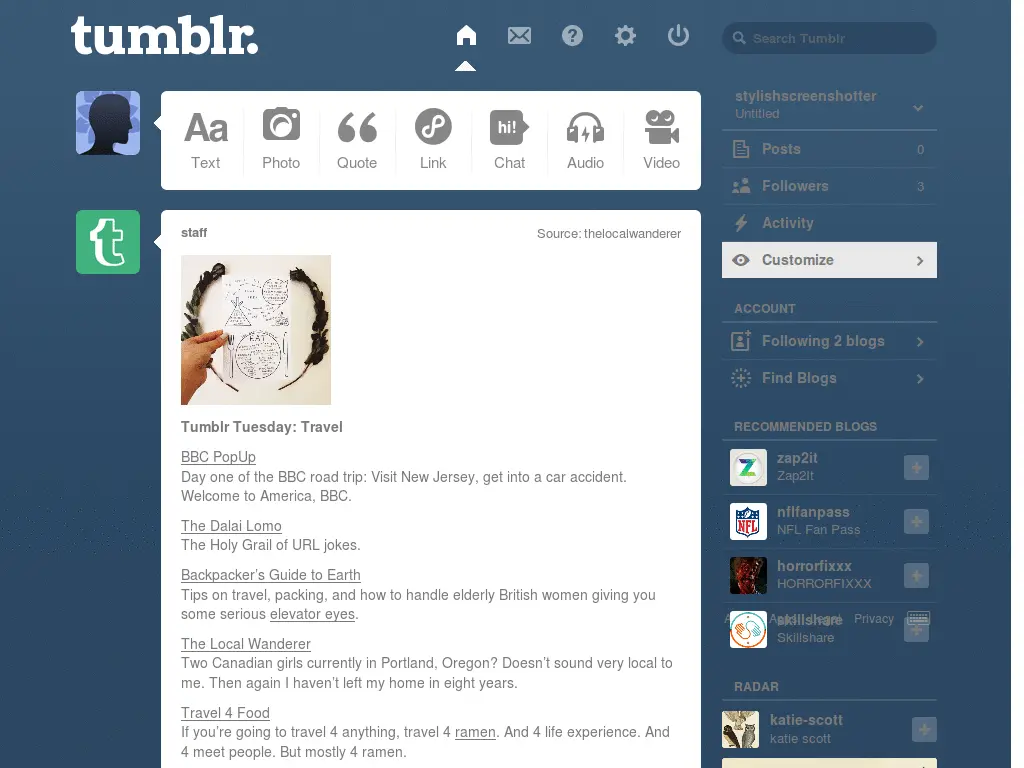 tumblr.
Search Tumblr
Aa
Text
Photo
Quote
Link
hi!
Chat
Audio
Video
stylishscreenshotter
Untitled
Posts 0
Followers 3
Activity
Customize
ACCOUNT
Following 2 blogs
Find Blogs
RECOMMENDED BLOGS
zap2it
Zap2It
NFL
nflfanpass
NFL Fan Pass
horrorfixxx
HORRORFIXXX
skillshare
Skillshare
Privacy
RADAR
katie-scott
katie scott
t
staff
Source: thelocalwanderer
EAT
Tumblr Tuesday: Travel
BBC PopUp
Day one of the BBC road trip: Visit New Jersey, get into a car accident.
Welcome to America, BBC.
The Dalai Lomo
The Holy Grail of URL jokes.
Backpacker’s Guide to Earth
Tips on travel, packing, and how to handle elderly British women giving you
some serious elevator eyes.
The Local Wanderer
Two Canadian girls currently in Portland, Oregon? Doesn’t sound very local to
me. Then again I haven’t left my home in eight years.
Travel 4 Food
If you’re going to travel 4 anything, travel 4 ramen. And 4 life experience. And
4 meet people. But mostly 4 ramen.